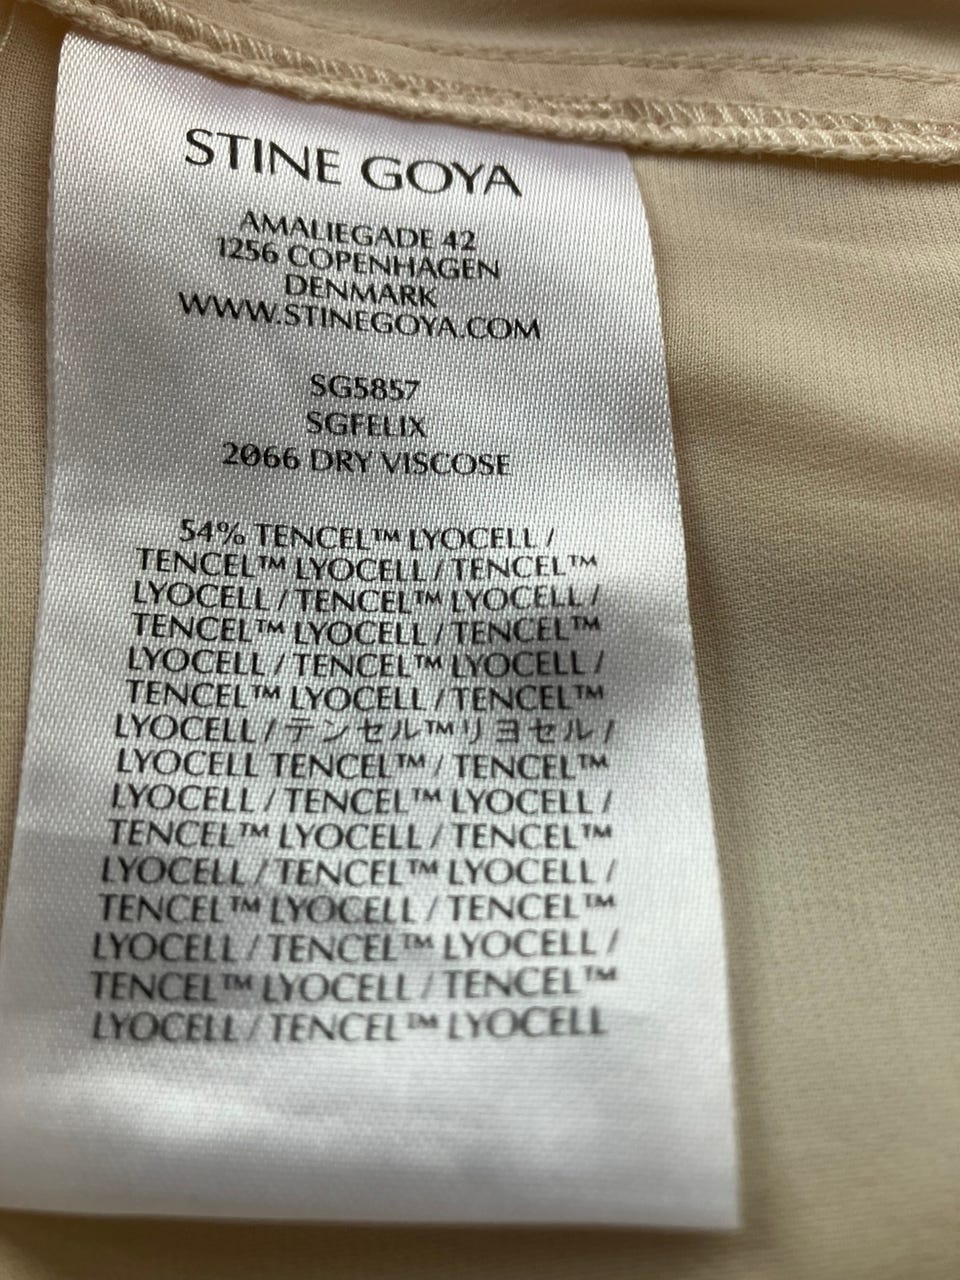 STINE GOYA
AMALIEGADE 42
1256 COPENHAGEN
DENMARK
WWW.STINEGOYA.COM
SG5857
SGFELIX
2066 DRY VISCOSE
54% TENCEL™ LYOCELL /
TENCEL™ LYOCELL / TENCEL™
LYOCELL / TENCEL™ LYOCELL /
TENCEL™ LYOCELL / TENCEL™
LYOCELL / TENCEL™ LYOCELL /
TENCEL™ LYOCELL / TENCEL™
LYOCELL / テンセル™リヨセル /
LYOCELL TENCEL™ / TENCEL™
LYOCELL / TENCEL™ LYOCELL /
TENCEL™ LYOCELL / TENCEL™
LYOCELL / TENCEL™ LYOCELL /
TENCEL™ LYOCELL / TENCEL™
LYOCELL / TENCEL™ LYOCELL /
TENCEL™ LYOCELL / TENCEL™
LYOCELL / TENCEL™ LYOCELL